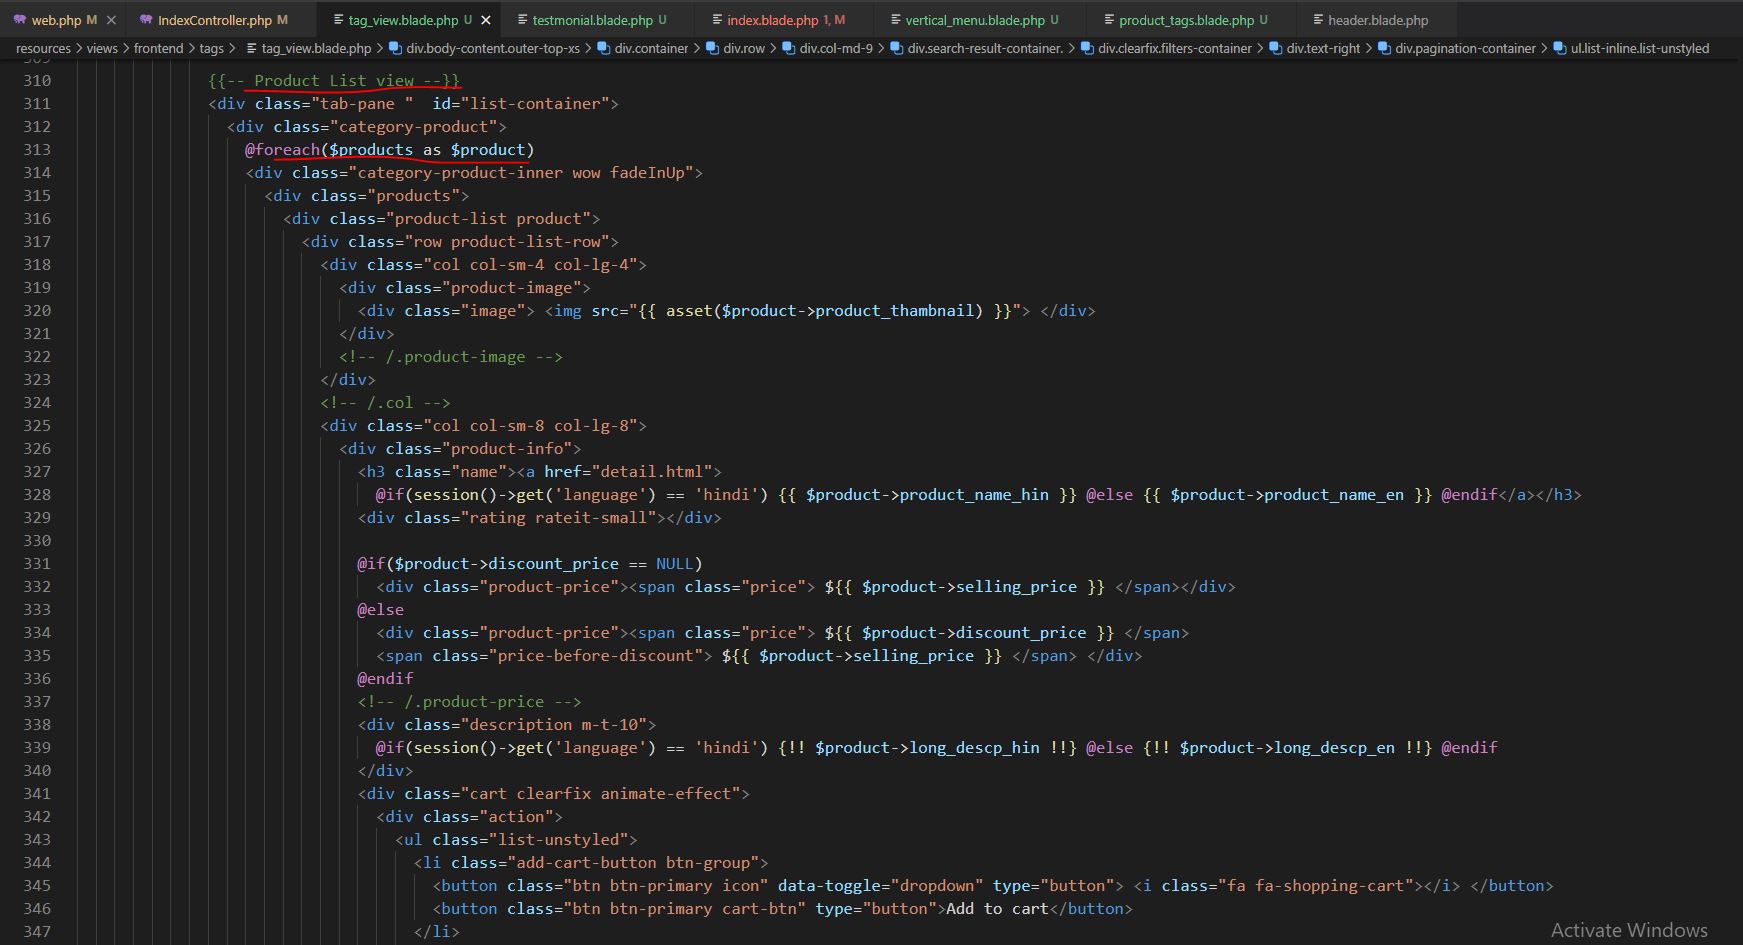 web.php M ✕ IndexController.php M tag_view.blade.php U ✕ testmonial.blade.php U index.blade.php 1, M vertical_menu.blade.php U product_tags.blade.php U header.blade.php
resources > views > frontend > tags > tag_view.blade.php > div.body-content.outer-top-xs > div.container > div.row > div.col-md-9 > div.search-result-container. > div.clearfix.filters-container > div.text-right > div.pagination-container > ul.list-inline.list-unstyled
309
310 {{-- Product List view --}}
311 <div class="tab-pane "  id="list-container">
312 <div class="category-product">
313 @foreach($products as $product)
314 <div class="category-product-inner wow fadeInUp">
315 <div class="products">
316 <div class="product-list product">
317 <div class="row product-list-row">
318 <div class="col col-sm-4 col-lg-4">
319 <div class="product-image">
320 <div class="image"> <img src="{{ asset($product->product_thambnail) }}"> </div>
321 </div>
322 <!-- /.product-image -->
323 </div>
324 <!-- /.col -->
325 <div class="col col-sm-8 col-lg-8">
326 <div class="product-info">
327 <h3 class="name"><a href="detail.html">
328 @if(session()->get('language') == 'hindi') {{ $product->product_name_hin }} @else {{ $product->product_name_en }} @endif</a></h3>
329 <div class="rating rateit-small"></div>
330
331 @if($product->discount_price == NULL)
332 <div class="product-price"><span class="price"> ${{ $product->selling_price }} </span></div>
333 @else
334 <div class="product-price"><span class="price"> ${{ $product->discount_price }} </span>
335 <span class="price-before-discount"> ${{ $product->selling_price }} </span> </div>
336 @endif
337 <!-- /.product-price -->
338 <div class="description m-t-10">
339 @if(session()->get('language') == 'hindi') {!! $product->long_descp_hin !!} @else {!! $product->long_descp_en !!} @endif
340 </div>
341 <div class="cart clearfix animate-effect">
342 <div class="action">
343 <ul class="list-unstyled">
344 <li class="add-cart-button btn-group">
345 <button class="btn btn-primary icon" data-toggle="dropdown" type="button"> <i class="fa fa-shopping-cart"></i> </button>
346 <button class="btn btn-primary cart-btn" type="button">Add to cart</button>
347 </li>
Activate Windows